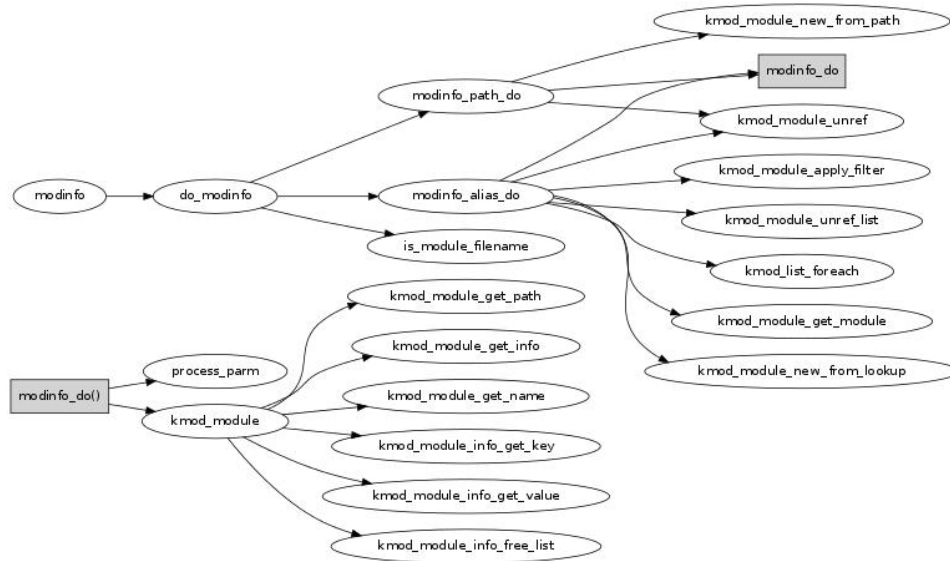 kmod_module_new_from_path
modinfo_do
modinfo_path_do
kmod_module_unref
kmod_module_apply_filter
modinfo
do_modinfo
modinfo_alias_do
kmod_module_unref_list
is_module_filename
kmod_list_foreach
kmod_module_get_path
kmod_module_get_module
kmod_module_get_info
process_parm
kmod_module_new_from_lookup
modinfo_do()
kmod_module_get_name
kmod_module
kmod_module_info_get_key
kmod_module_info_get_value
kmod_module_info_free_list